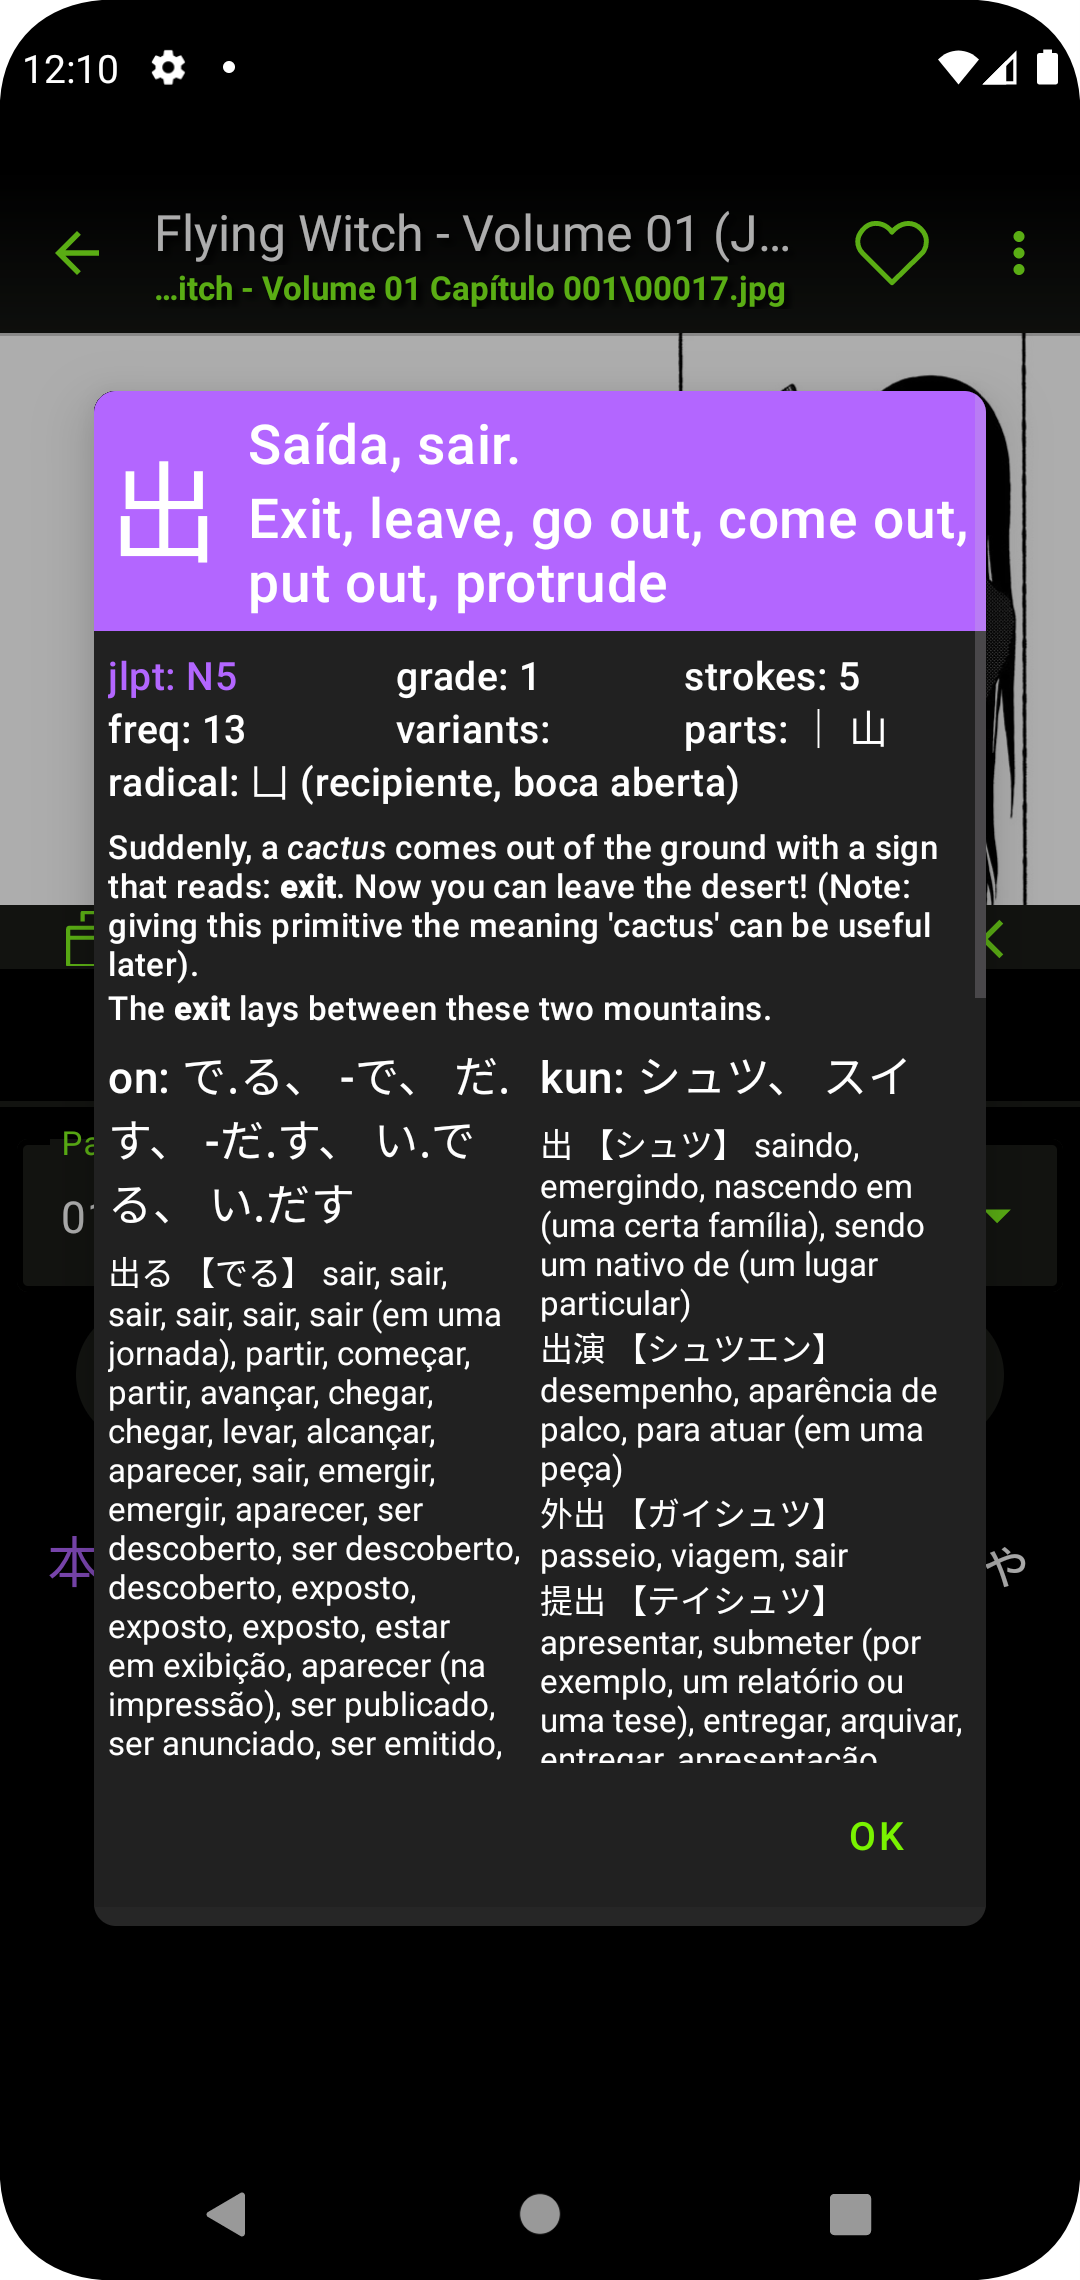 12:10
Flying Witch - Volume 01 (J...
...itch - Volume 01 Capítulo 001\00017.jpg
出
Saída, sair.
Exit, leave, go out, come out,
put out, protrude
jlpt: N5 grade: 1 strokes: 5
freq: 13 variants: parts: ｜ 山
radical: 凵 (recipiente, boca aberta)
Suddenly, a cactus comes out of the ground with a sign
that reads: exit. Now you can leave the desert! (Note:
giving this primitive the meaning 'cactus' can be useful
later).
The exit lays between these two mountains.
on: で.る、 -で、 だ.
す、 -だ.す、 い.で
る、 い.だす
出る 【でる】 sair, sair,
sair, sair, sair, sair (em uma
jornada), partir, começar,
partir, avançar, chegar,
chegar, levar, alcançar,
aparecer, sair, emergir,
emergir, aparecer, ser
descoberto, ser descoberto,
descoberto, exposto,
exposto, exposto, estar
em exibição, aparecer (na
impressão), ser publicado,
ser anunciado, ser emitido,
kun: シュツ、 スイ
出 【シュツ】 saindo,
emergindo, nascendo em
(uma certa família), sendo
um nativo de (um lugar
particular)
出演 【シュツエン】
desempenho, aparência de
palco, para atuar (em uma
peça)
外出 【ガイシュツ】
passeio, viagem, sair
提出 【テイシュツ】
apresentar, submeter (por
exemplo, um relatório ou
uma tese), entregar, arquivar,
entregar, apresentação
Pa
01
本
や
OK